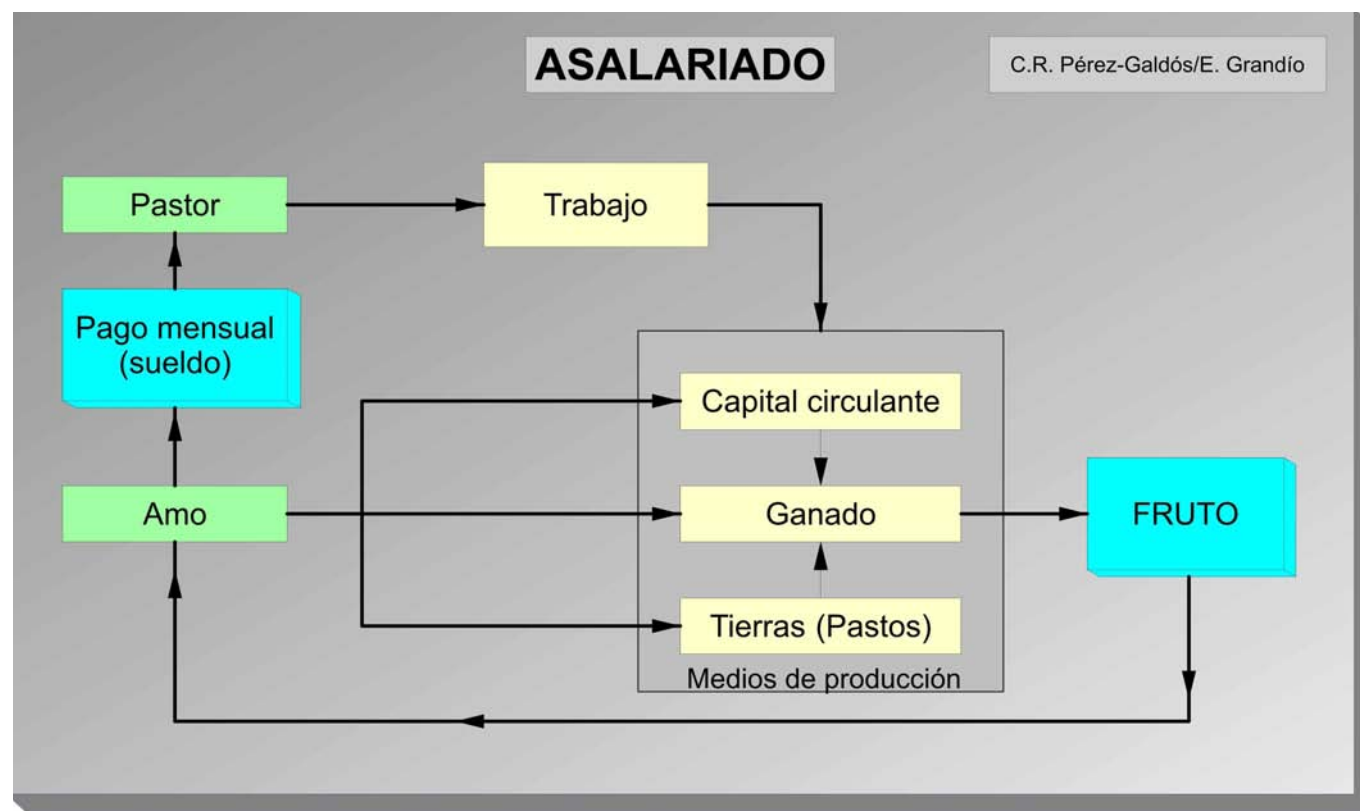 ASALARIADO
C.R. Pérez-Galdós/E. Grandío
Pastor
Trabajo
Pago mensual
(sueldo)
Capital circulante
Amo
Ganado
FRUTO
Tierras (Pastos)
Medios de producción